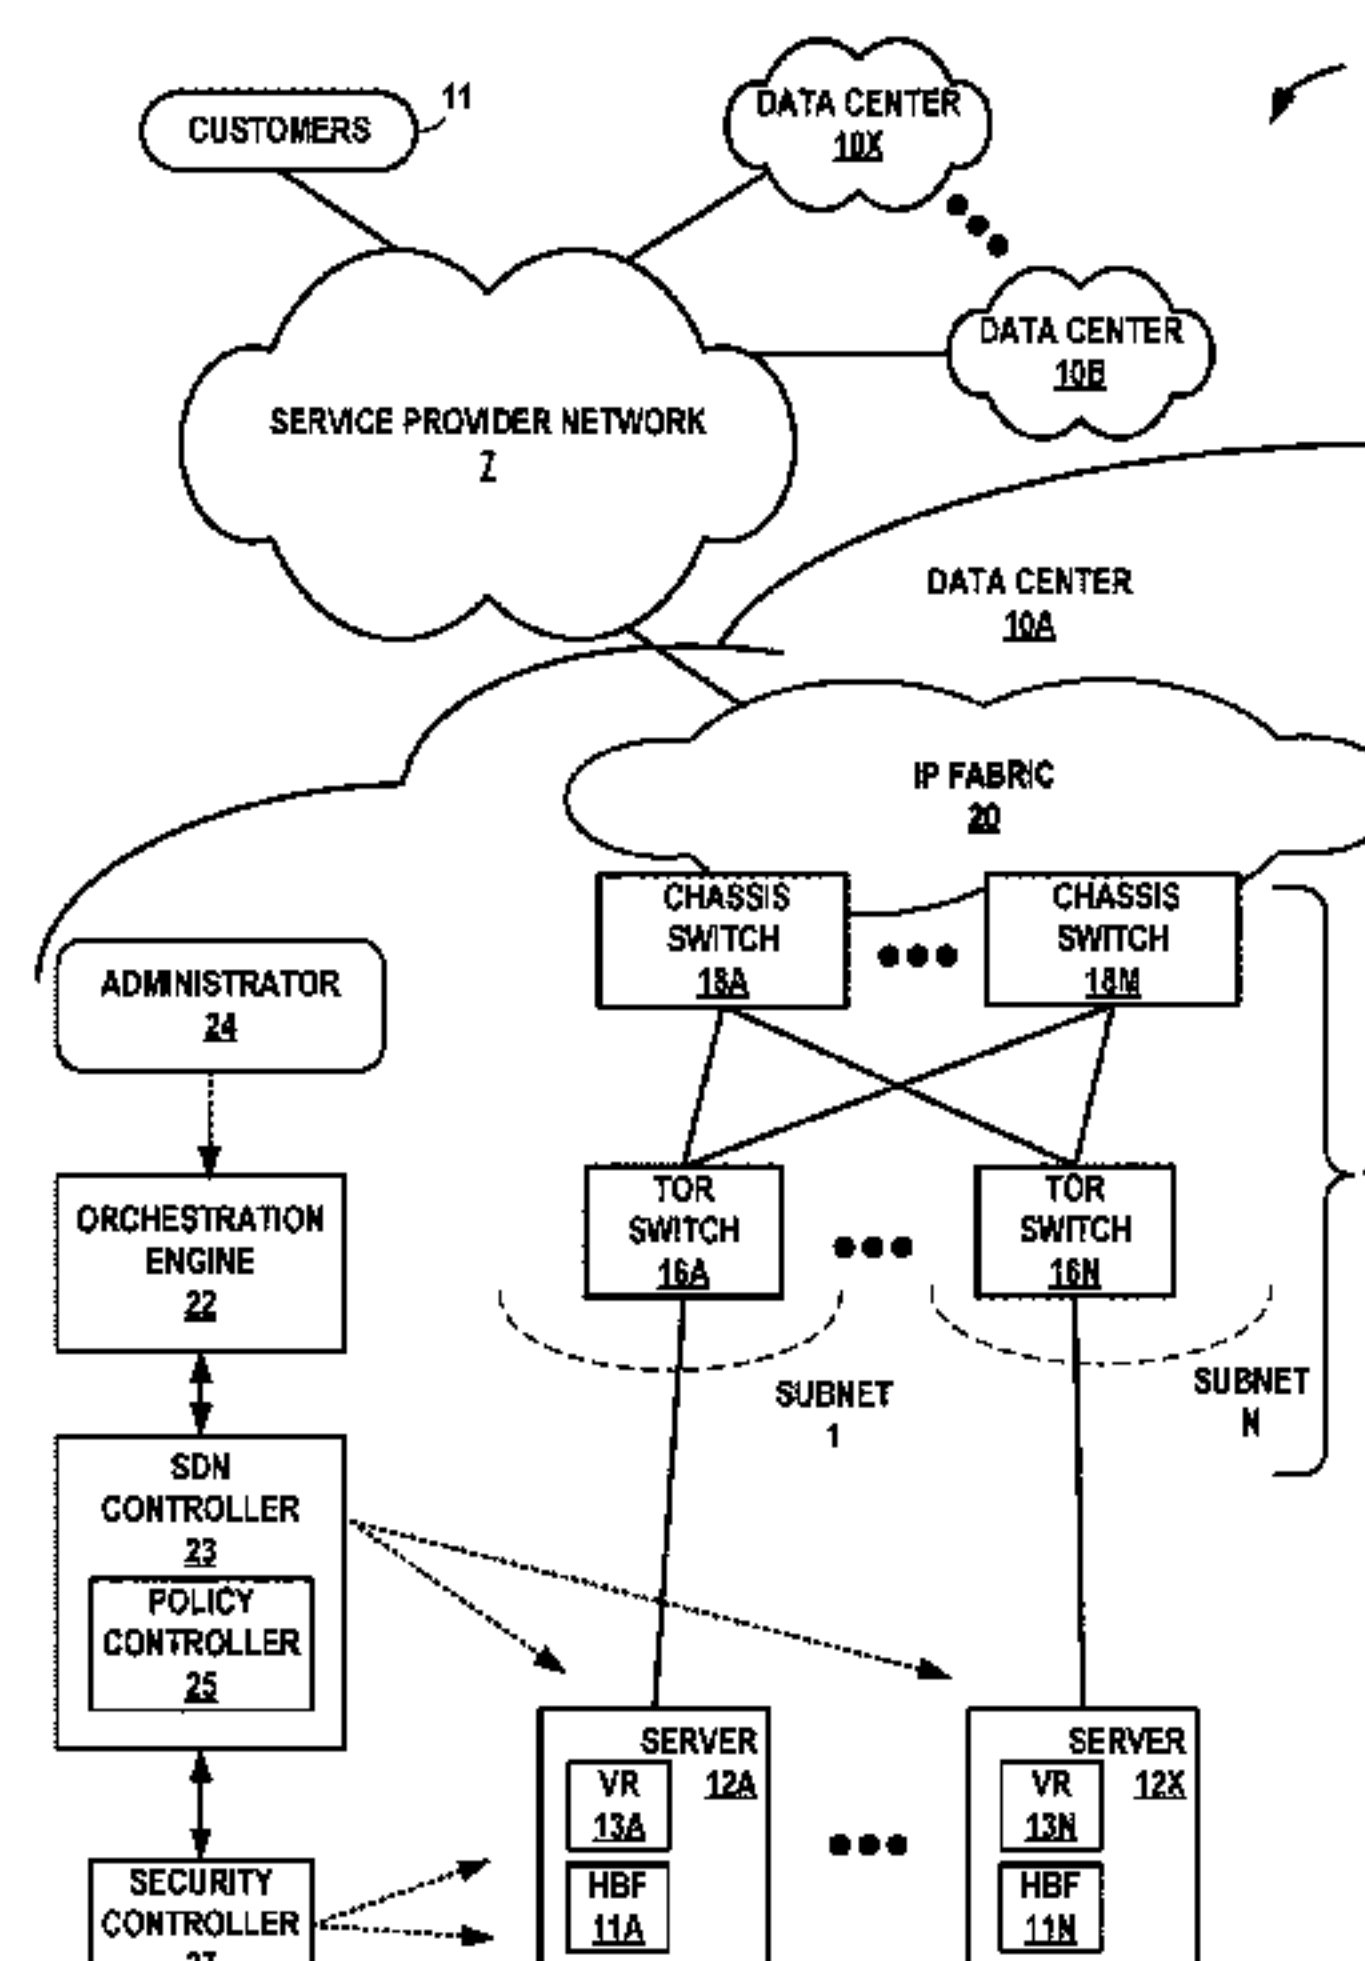 CUSTOMERS
11
DATA CENTER
10X
DATA CENTER
10B
SERVICE PROVIDER NETWORK
7
DATA CENTER
10A
IP FABRIC
20
CHASSIS
SWITCH
18A
CHASSIS
SWITCH
18M
ADMINISTRATOR
24
TOR
SWITCH
16A
TOR
SWITCH
16N
ORCHESTRATION
ENGINE
22
SUBNET
1
SUBNET
N
SDN
CONTROLLER
23
POLICY
CONTROLLER
25
SERVER
12A
VR
13A
HBF
11A
SERVER
12X
VR
13N
HBF
11N
SECURITY
CONTROLLER